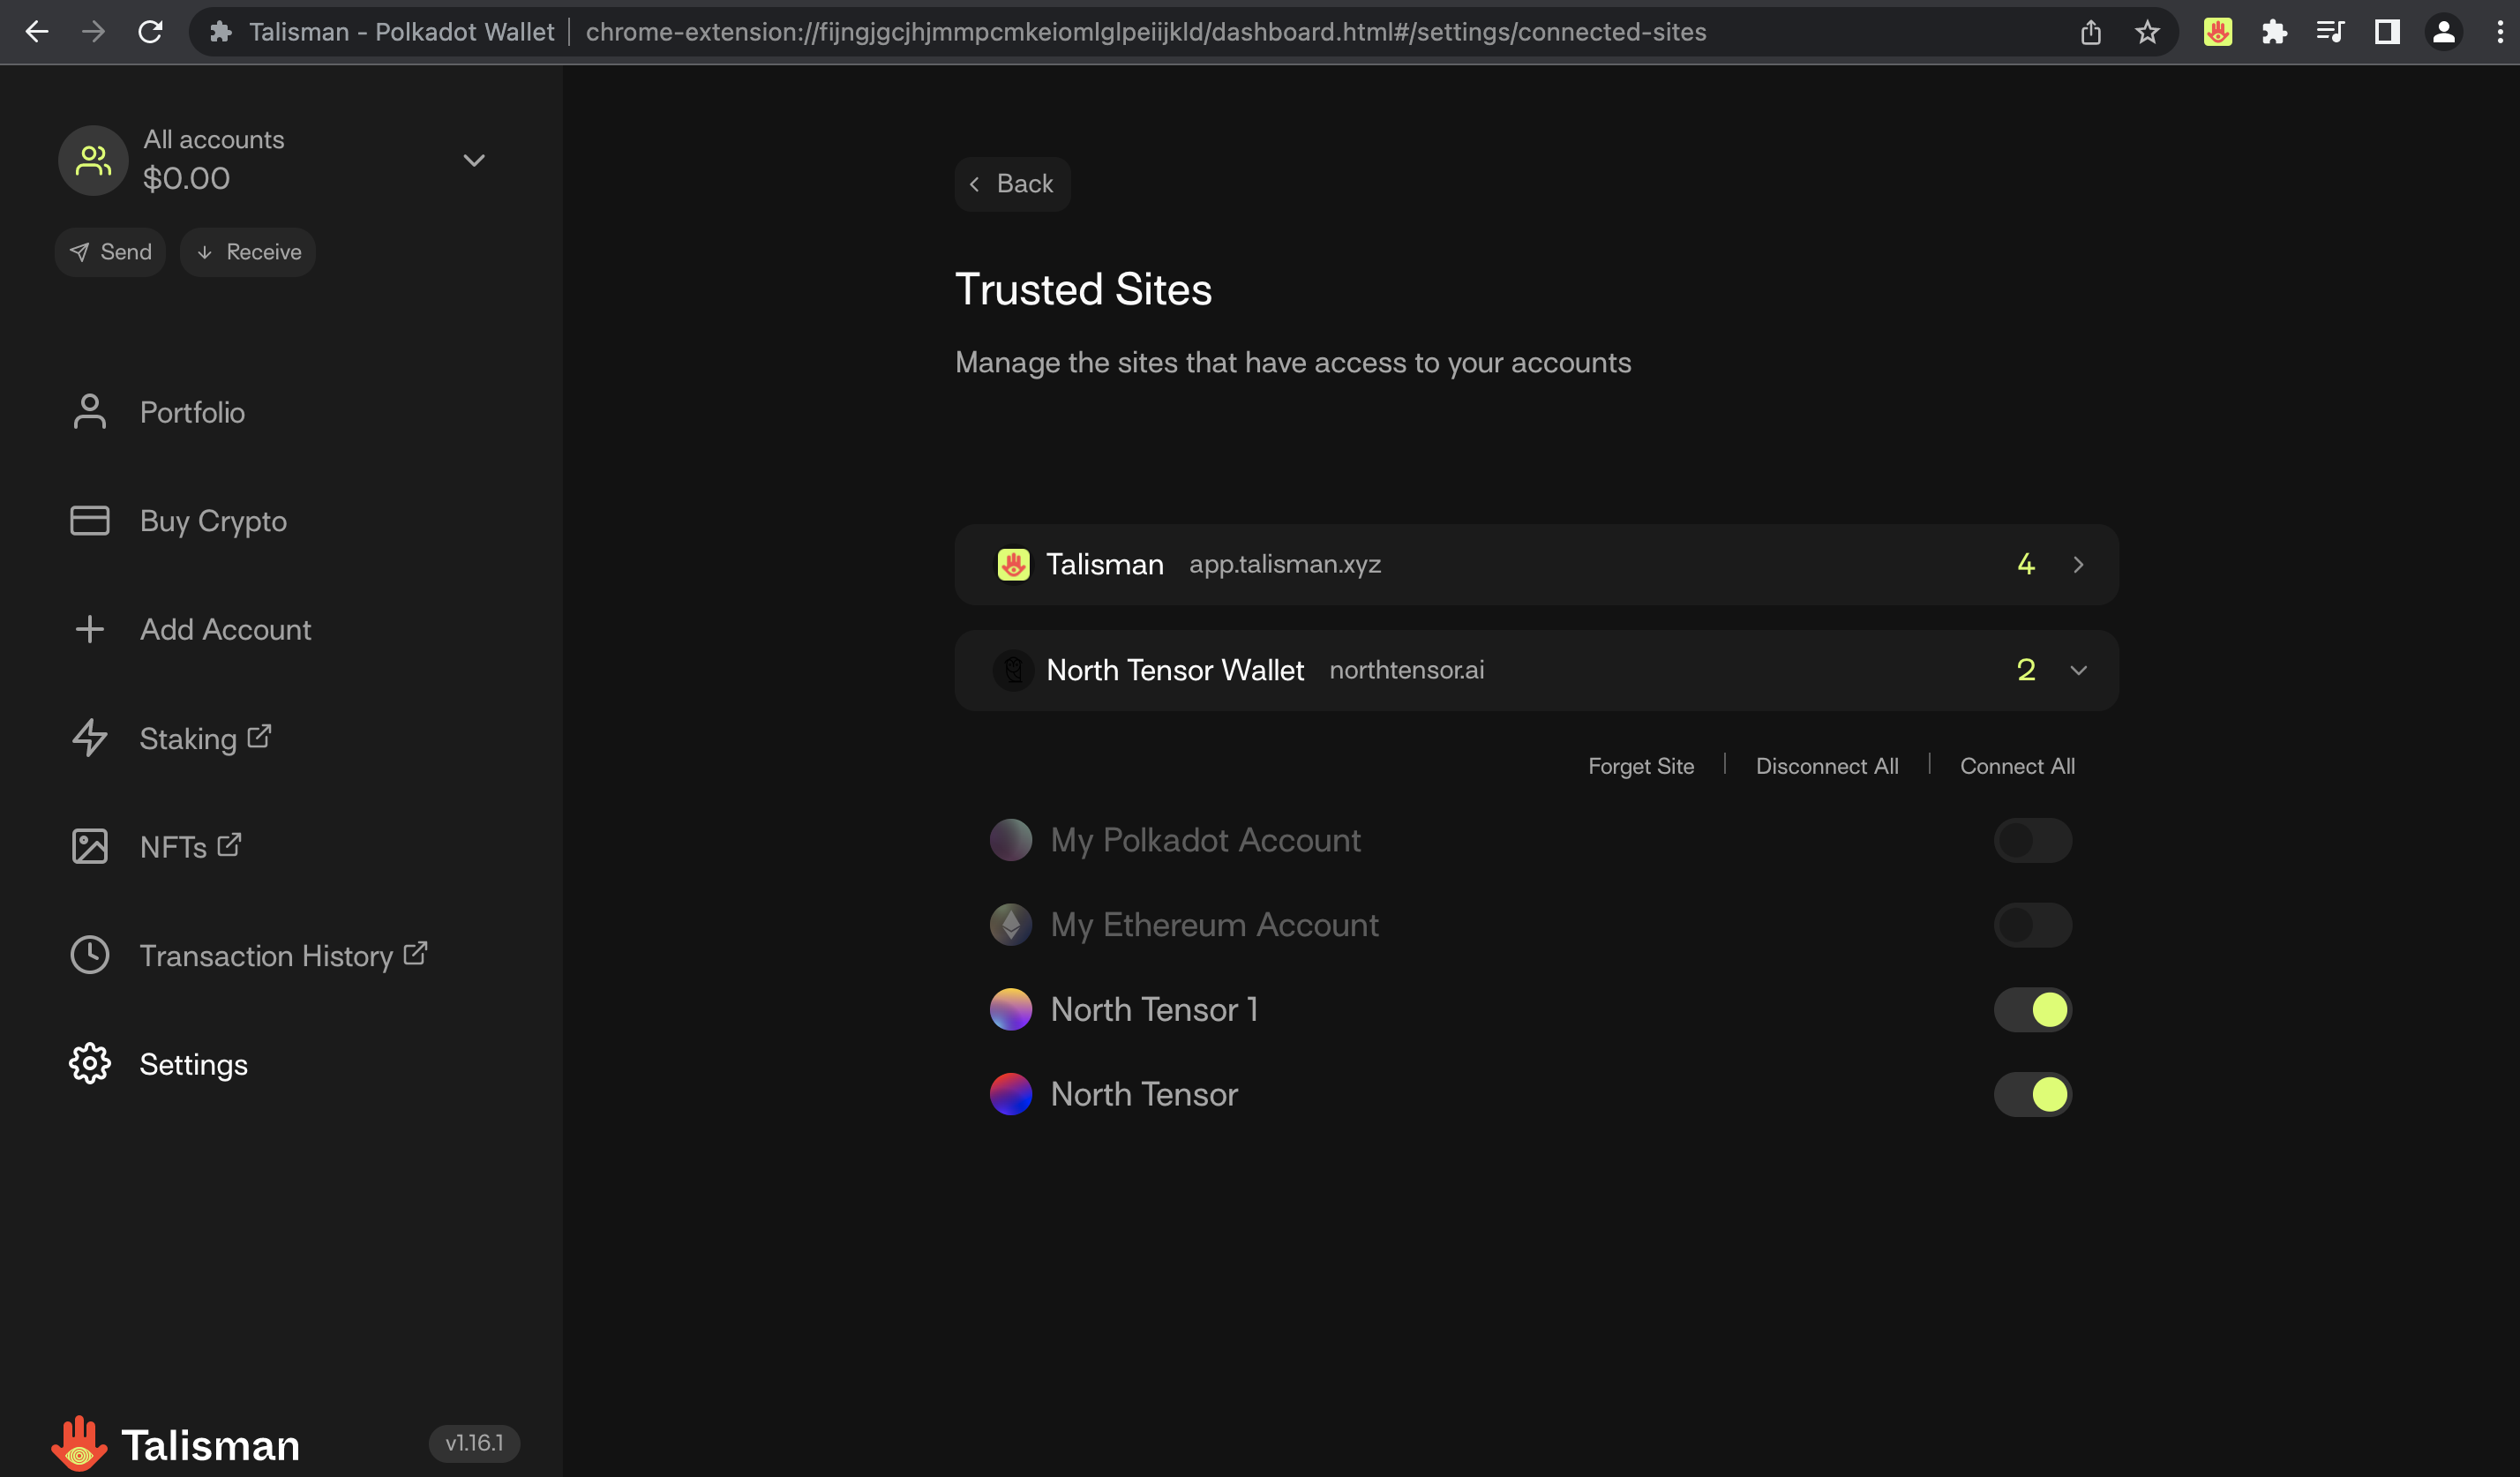 Talisman - Polkadot Wallet | chrome-extension://fijngjgcjhjmmpcmkeiomlglpeiijkld/dashboard.html#/settings/connected-sites
All accounts
$0.00
Send Receive
Portfolio
Buy Crypto
Add Account
Staking
NFTs
Transaction History
Settings
Talisman v1.16.1
Back
Trusted Sites
Manage the sites that have access to your accounts
Talisman app.talisman.xyz 4
North Tensor Wallet northtensor.ai 2
Forget Site | Disconnect All | Connect All
My Polkadot Account
My Ethereum Account
North Tensor 1
North Tensor